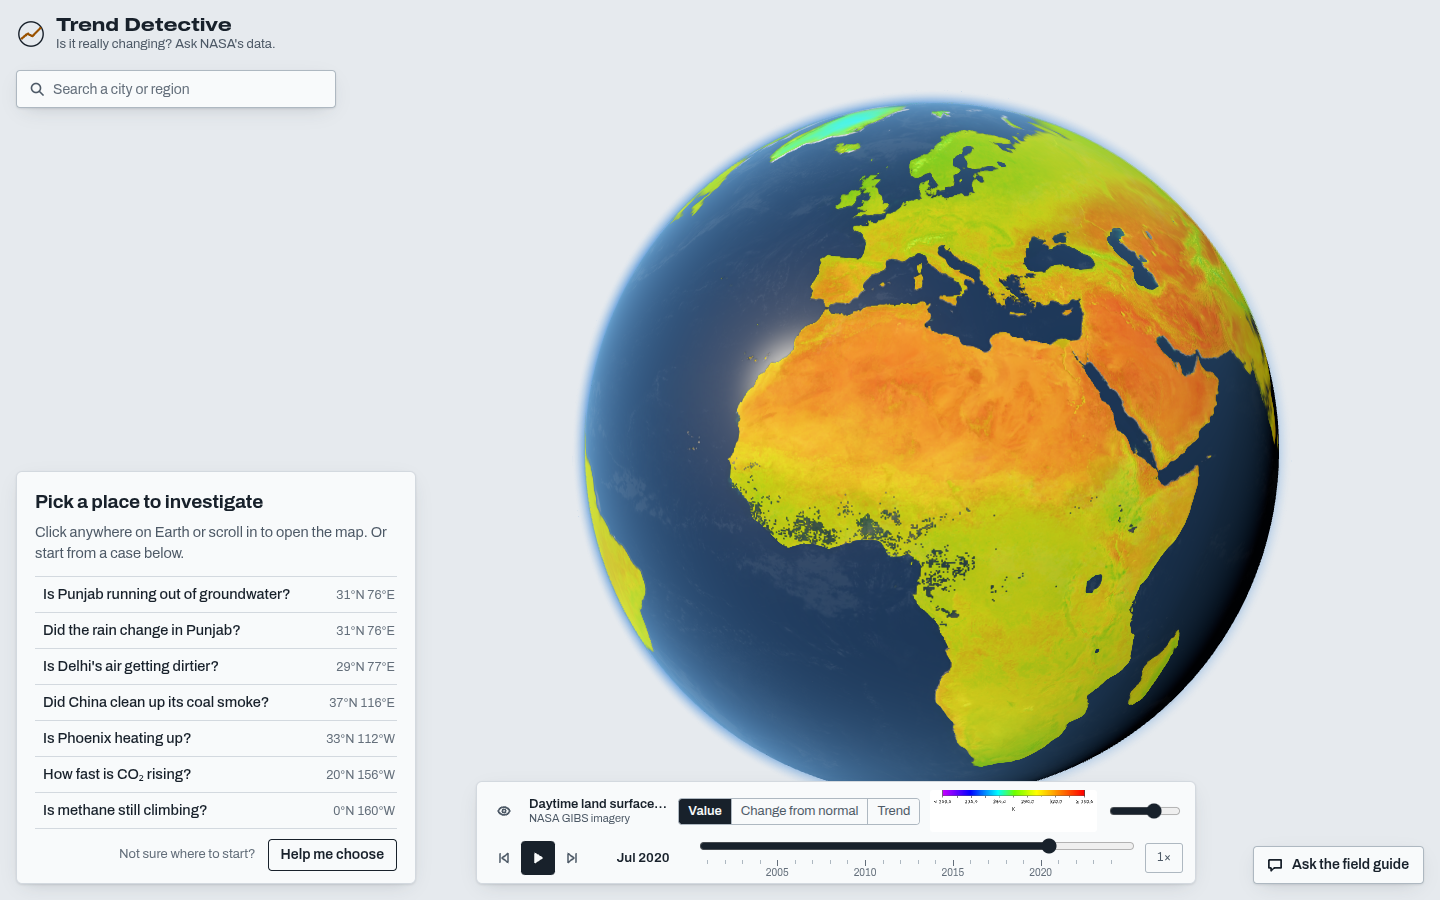 Trend Detective
Is it really changing? Ask NASA's data.
Search a city or region
Pick a place to investigate
Click anywhere on Earth or scroll in to open the map. Or
start from a case below.
Is Punjab running out of groundwater? 31°N 76°E
Did the rain change in Punjab? 31°N 76°E
Is Delhi's air getting dirtier? 29°N 77°E
Did China clean up its coal smoke? 37°N 116°E
Is Phoenix heating up? 33°N 112°W
How fast is CO₂ rising? 20°N 156°W
Is methane still climbing? 0°N 160°W
Not sure where to start? Help me choose
Daytime land surface…
NASA GIBS imagery
Value Change from normal Trend
K
Jul 2020
2005 2010 2015 2020
1×
Ask the field guide